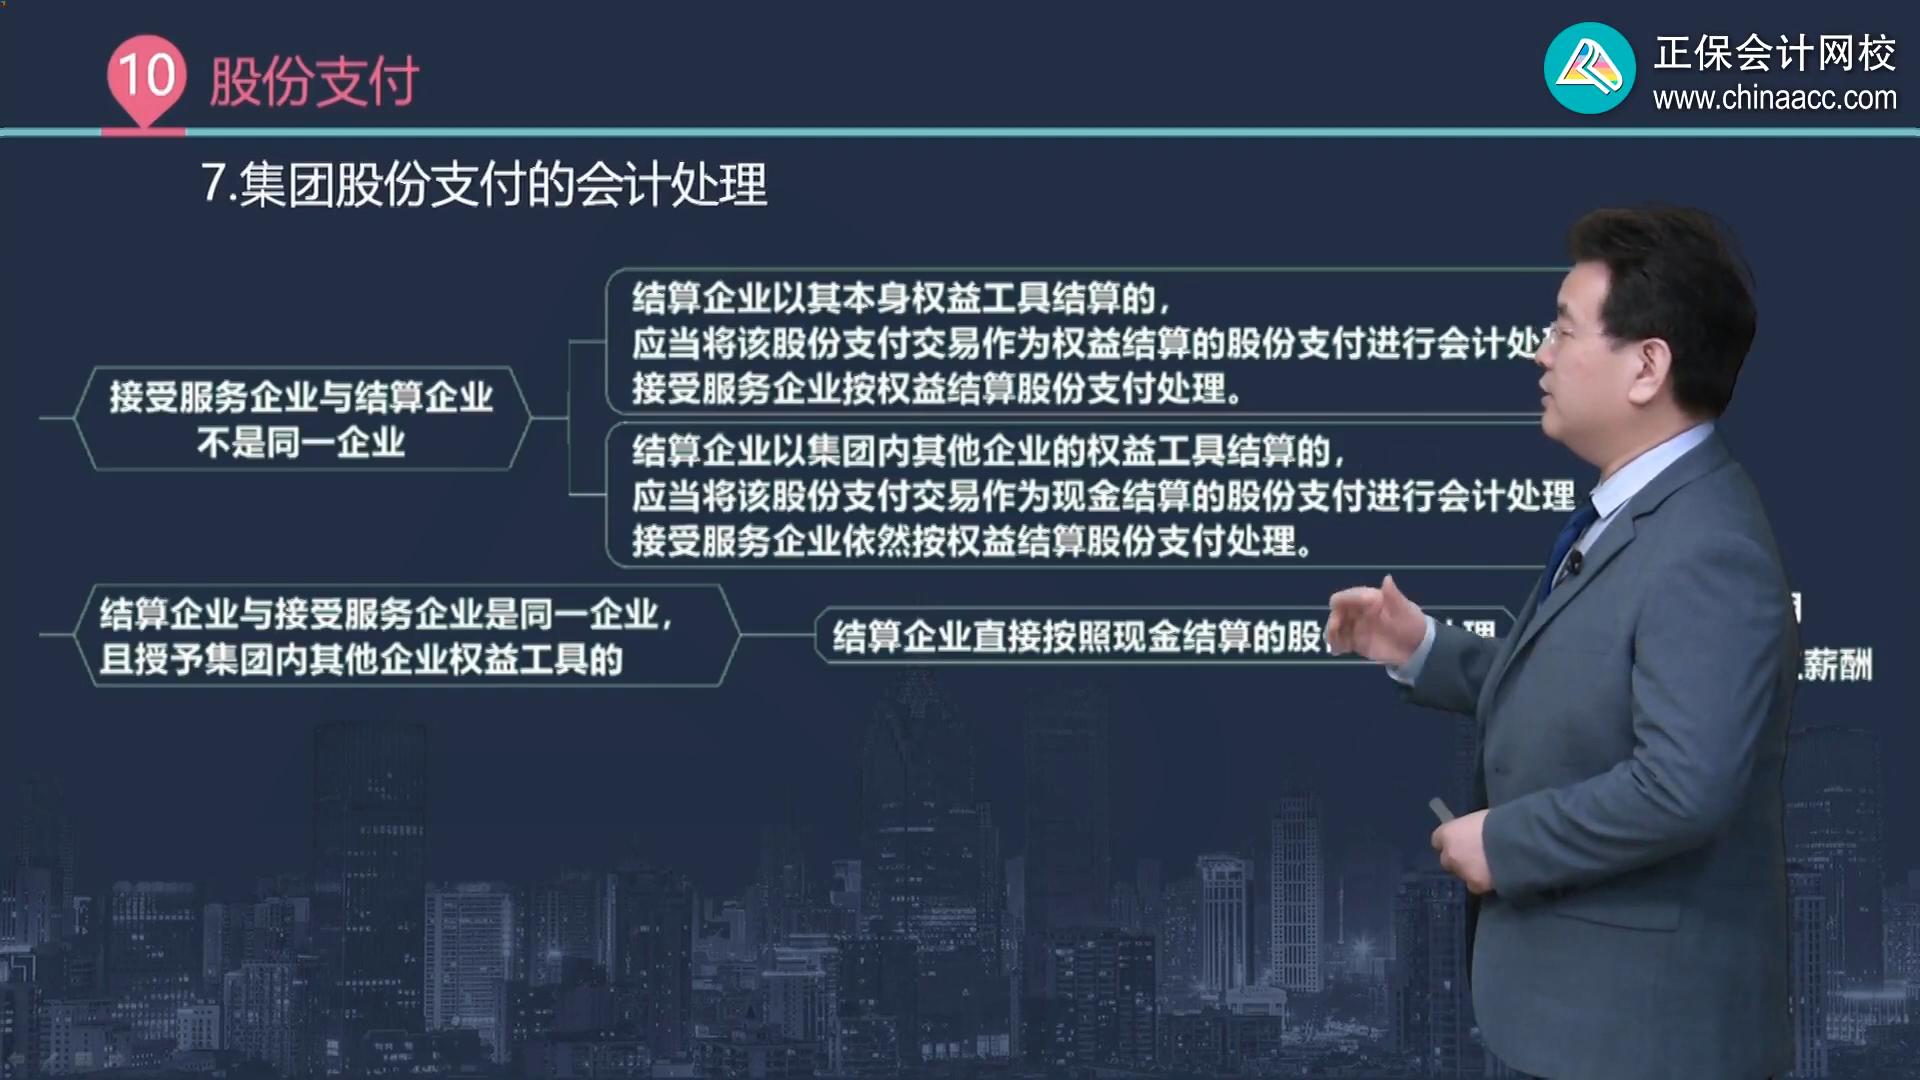 10 股份支付
正保会计网校
www.chinaacc.com
7.集团股份支付的会计处理
接受服务企业与结算企业
不是同一企业
结算企业以其本身权益工具结算的，
应当将该股份支付交易作为权益结算的股份支付进行会计处
接受服务企业按权益结算股份支付处理。
结算企业以集团内其他企业的权益工具结算的，
应当将该股份支付交易作为现金结算的股份支付进行会计处理
接受服务企业依然按权益结算股份支付处理。
结算企业与接受服务企业是同一企业，
且授予集团内其他企业权益工具的
结算企业直接按照现金结算的股
理
薪酬